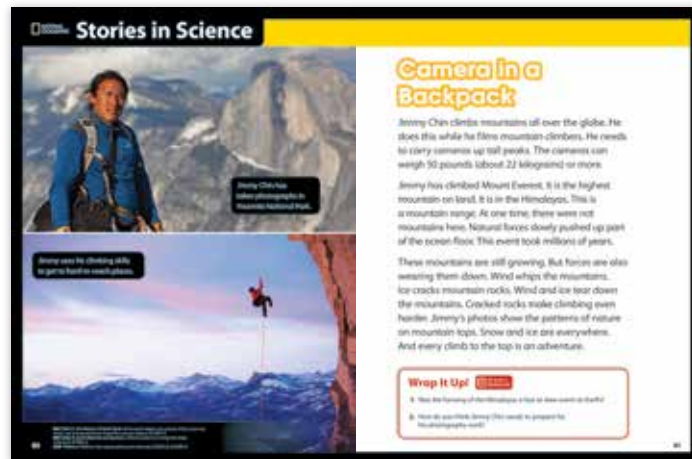 NATIONAL GEOGRAPHIC Stories in Science
Jimmy Chin has
taken photographs in
Yosemite National Park.
Jimmy uses his climbing skills
to get to hard-to-reach places.
Camera in a
Backpack
Jimmy Chin climbs mountains all over the globe. He
does this while he films mountain climbers. He needs
to carry cameras up tall peaks. The cameras can
weigh 50 pounds (about 22 kilograms) or more.
Jimmy has climbed Mount Everest. It is the highest
mountain on land. It is in the Himalayas. This is
a mountain range. At one time, there were not
mountains here. Natural forces slowly pushed up part
of the ocean floor. This event took millions of years.
These mountains are still growing. But forces are also
wearing them down. Wind whips the mountains.
Ice cracks mountain rocks. Wind and ice tear down
the mountains. Cracked rocks make climbing even
harder. Jimmy's photos show the patterns of nature
on mountain tops. Snow and ice are everywhere.
And every climb to the top is an adventure.
Wrap It Up!
1. Was the forming of the Himalayas a fast or slow event on Earth?
2. How do you think Jimmy Chin needs to prepare for
his photography work?